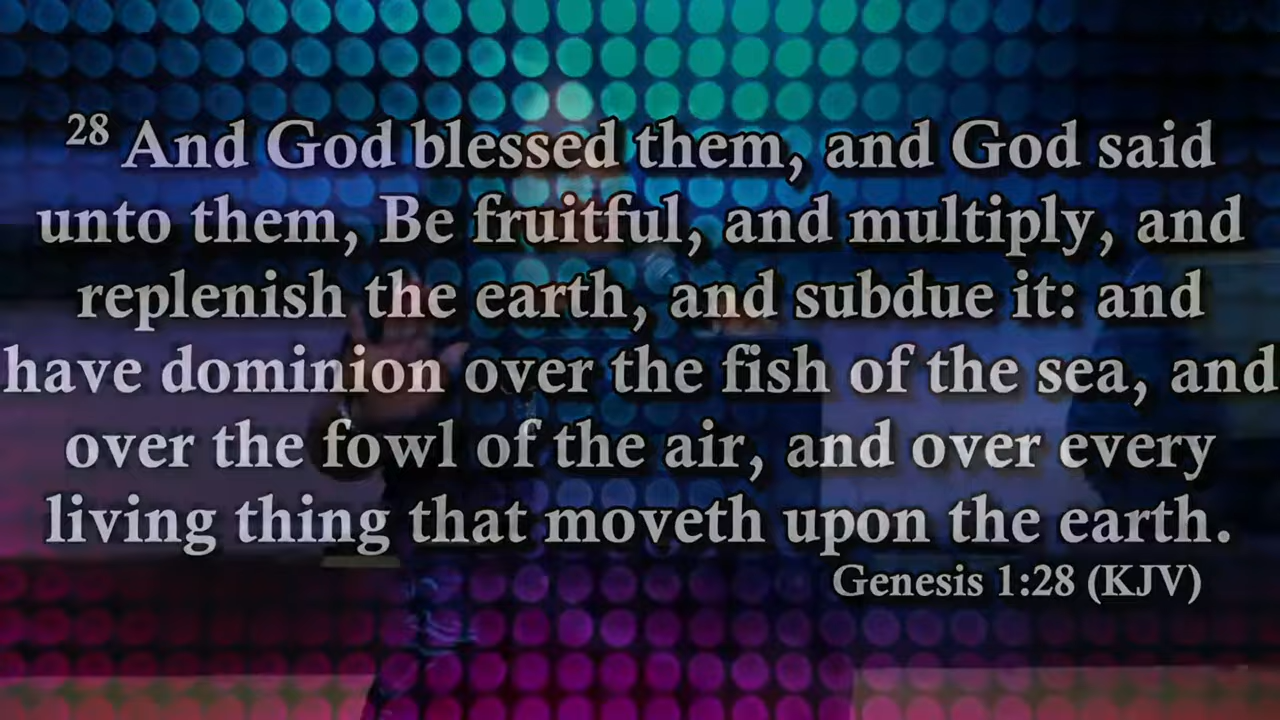 28 And God blessed them, and God said
unto them, Be fruitful, and multiply, and
replenish the earth, and subdue it: and
have dominion over the fish of the sea, and
over the fowl of the air, and over every
living thing that moveth upon the earth.
Genesis 1:28 (KJV)